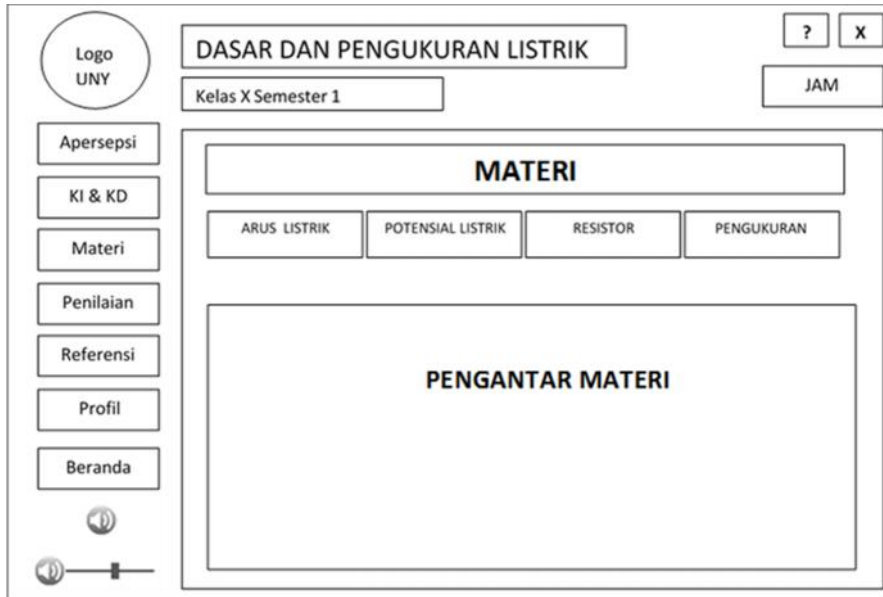 Logo
UNY
DASAR DAN PENGUKURAN LISTRIK
? X
Kelas X Semester 1
JAM
Apersepsi
KI & KD
Materi
Penilaian
Referensi
Profil
Beranda
MATERI
ARUS LISTRIK POTENSIAL LISTRIK RESISTOR PENGUKURAN
PENGANTAR MATERI